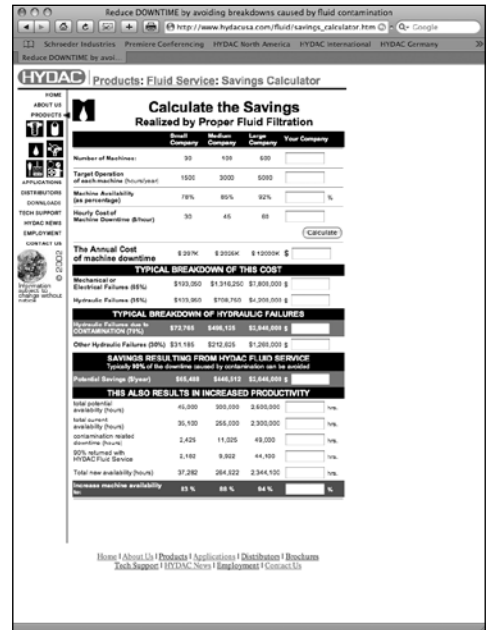 Reduce DOWNTIME by avoiding breakdowns caused by fluid contamination
http://www.hydacusa.com/fluid/savings_calculator.htm Q- Google
Schroeder Industries Premiere Conferencing HYDAC North America HYDAC International HYDAC Germany
Reduce DOWNTIME by avoi...
HYDAC Products: Fluid Service: Savings Calculator
HOME
ABOUT US
PRODUCTS
APPLICATIONS
DISTRIBUTORS
DOWNLOADS
TECH SUPPORT
HYDAC NEWS
EMPLOYMENT
CONTACT US
© 2002
Information
subject to
change without
notice
Calculate the Savings
Realized by Proper Fluid Filtration
Small Company Medium Company Large Company Your Company
Number of Machines: 30 100 500
Target Operation
of each machine (hours/year) 1500 3000 5000
Machine Availability
(as percentage) 78% 85% 92% %
Hourly Cost of
Machine Downtime ($/hour) 30 45 60
Calculate
The Annual Cost
of machine downtime $ 297K $ 2025K $ 12000K $
TYPICAL BREAKDOWN OF THIS COST
Mechanical or
Electrical Failures (65%) $193,050 $1,316,250 $7,800,000 $
Hydraulic Failures (35%) $103,950 $708,750 $4,200,000 $
TYPICAL BREAKDOWN OF HYDRAULIC FAILURES
Hydraulic Failures due to
CONTAMINATION (70%) $72,765 $496,125 $2,940,000 $
Other Hydraulic Failures (30%) $31,185 $212,625 $1,260,000 $
SAVINGS RESULTING FROM HYDAC FLUID SERVICE
Typically 90% of the downtime caused by contamination can be avoided
Potential Savings ($/year) $65,488 $446,512 $2,646,000 $
THIS ALSO RESULTS IN INCREASED PRODUCTIVITY
total potential
availability (hours) 45,000 300,000 2,500,000 hrs.
total current
availability (hours) 35,100 255,000 2,300,000 hrs.
contamination related
downtime (hours) 2,425 11,025 49,000 hrs.
90% returned with
HYDAC Fluid Service 2,182 9,922 44,100 hrs.
Total new availability (hours) 37,282 264,922 2,344,100 hrs.
Increase machine availability
to: 83 % 88 % 94 % %
Home | About Us | Products | Applications | Distributors | Brochures
Tech Support | HYDAC News | Employment | Contact Us